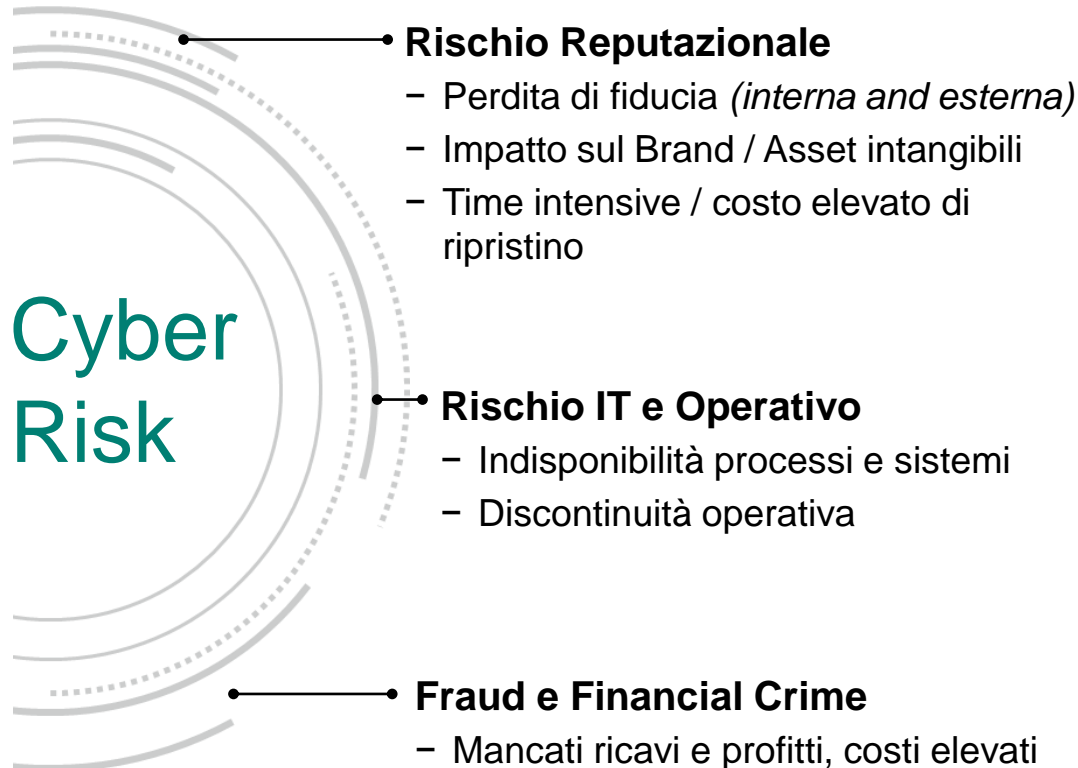 Rischio Reputazionale
− Perdita di fiducia (interna and esterna)
− Impatto sul Brand / Asset intangibili
− Time intensive / costo elevato di
ripristino
Cyber
Risk
Rischio IT e Operativo
− Indisponibilità processi e sistemi
− Discontinuità operativa
Fraud e Financial Crime
− Mancati ricavi e profitti, costi elevati